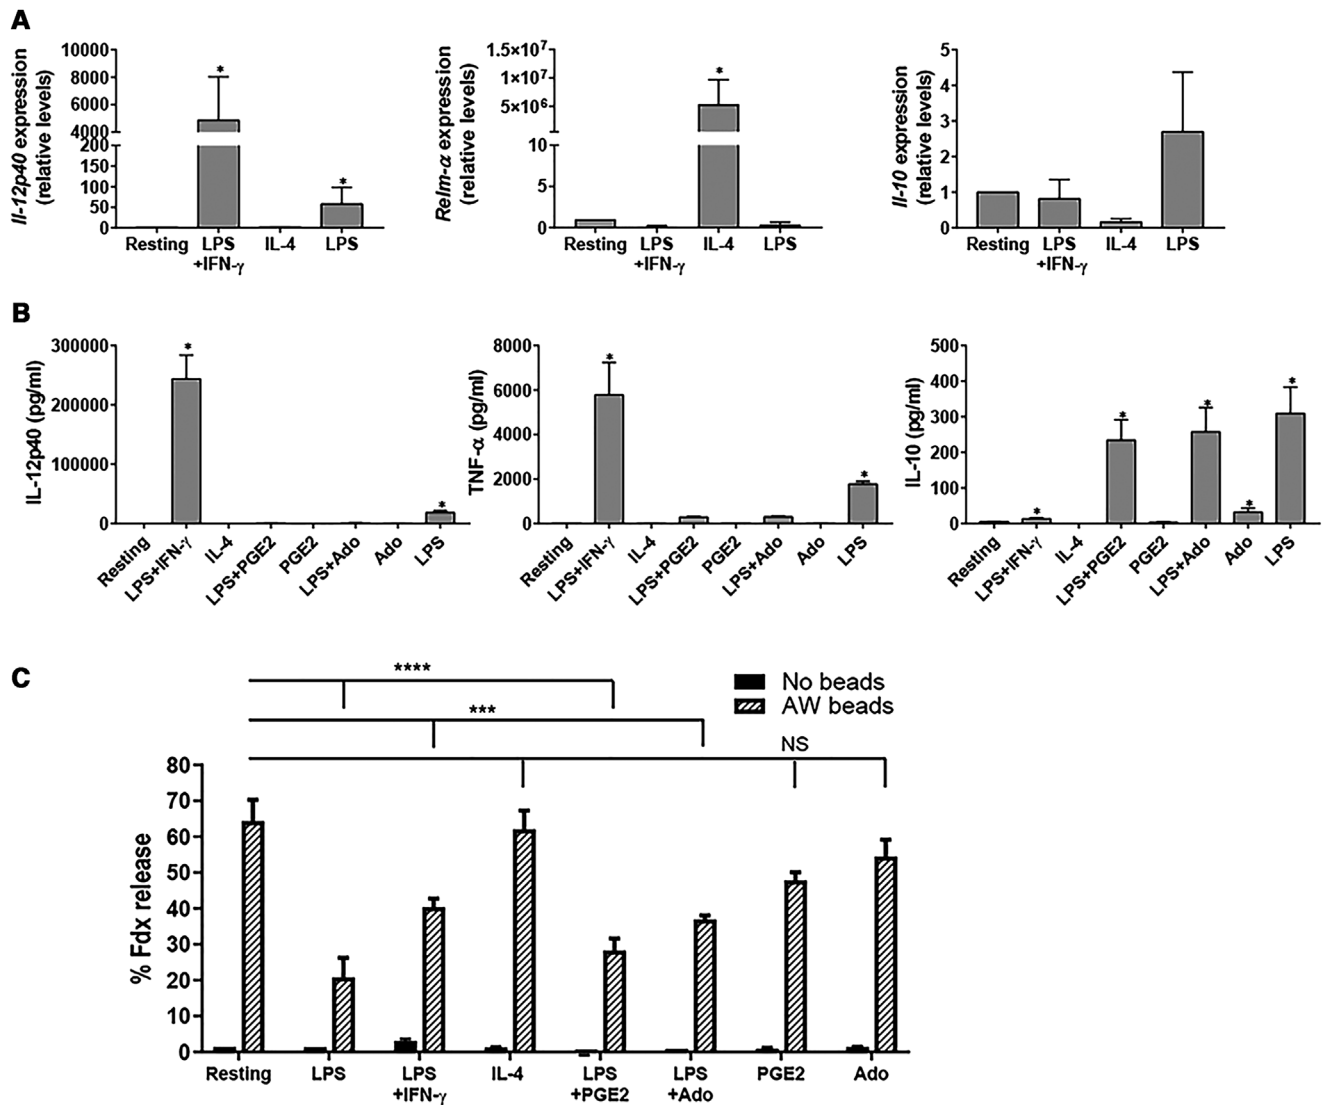 A
Il-12p40 expression
(relative levels)
10000
8000
6000
4000
200
150
100
50
0
*
*
Resting LPS IL-4 LPS
+IFN-γ
Relm-α expression
(relative levels)
1.5×10⁷
1×10⁷
5×10⁶
10
5
0
*
Resting LPS IL-4 LPS
+IFN-γ
Il-10 expression
(relative levels)
5
4
3
2
1
0
Resting LPS IL-4 LPS
+IFN-γ
B
IL-12p40 (pg/ml)
300000
200000
100000
0
*
*
Resting
LPS+IFN-γ
IL-4
LPS+PGE2
PGE2
LPS+Ado
Ado
LPS
TNF-α (pg/ml)
8000
6000
4000
2000
0
*
*
Resting
LPS+IFN-γ
IL-4
LPS+PGE2
PGE2
LPS+Ado
Ado
LPS
IL-10 (pg/ml)
500
400
300
200
100
0
*
*
*
*
*
Resting
LPS+IFN-γ
IL-4
LPS+PGE2
PGE2
LPS+Ado
Ado
LPS
C
****
***
NS
No beads
AW beads
% Fdx release
80
70
60
50
40
30
20
10
0
Resting LPS LPS IL-4 LPS LPS PGE2 Ado
+IFN-γ +PGE2 +Ado